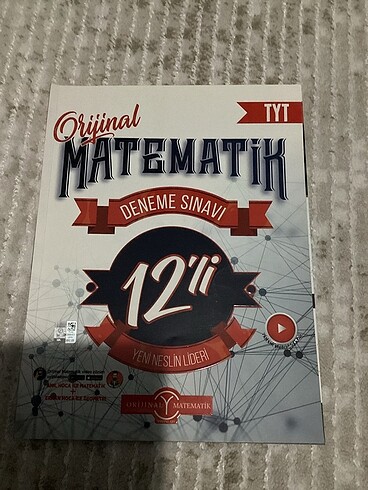 TYT
Orijinal
MATEMATİK
DENEME SINAVI
12'li
YENİ NESLİN LİDERİ
ORİJİNAL MATEMATİK